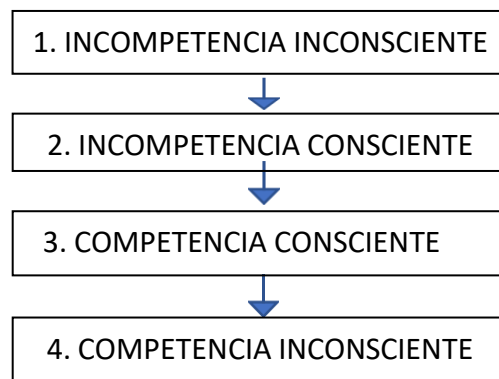 1. INCOMPETENCIA INCONSCIENTE
2. INCOMPETENCIA CONSCIENTE
3. COMPETENCIA CONSCIENTE
4. COMPETENCIA INCONSCIENTE